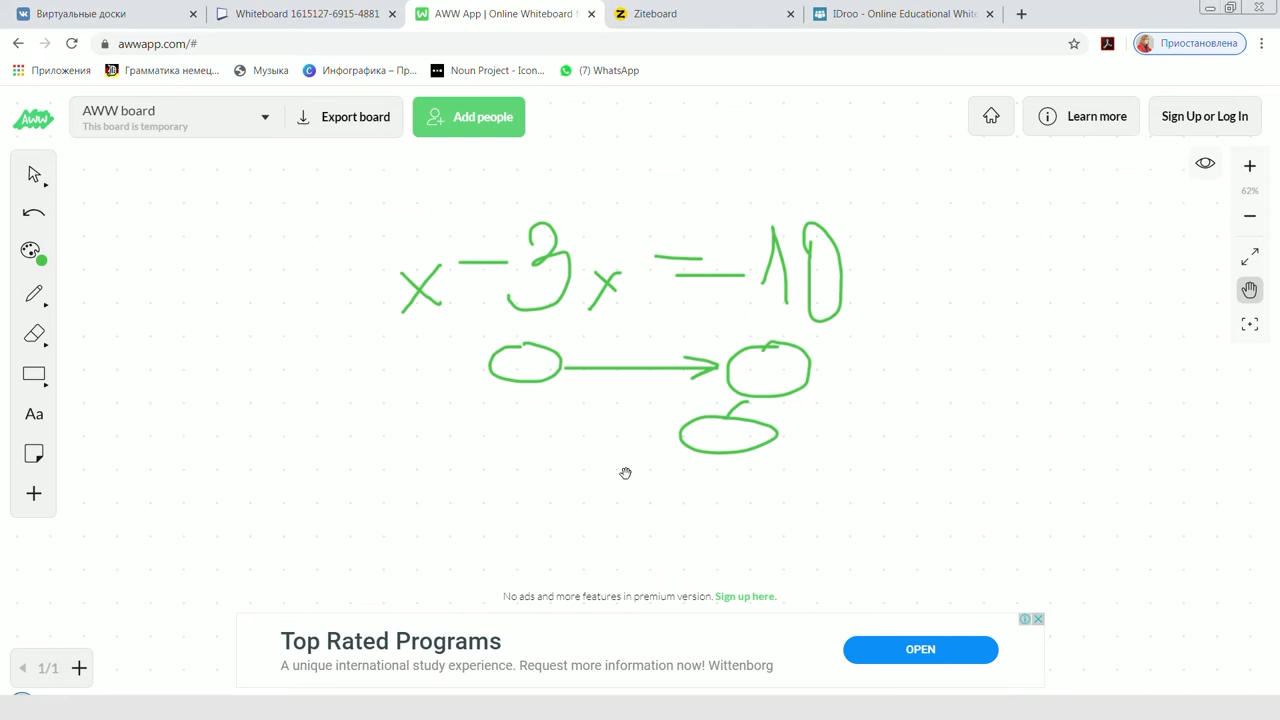 Виртуальные доски
Whiteboard 1615127-6915-4881
AWW App | Online Whiteboard f
Ziteboard
IDroo - Online Educational White
awwapp.com/#
Приостановлена
Приложения
Грамматика немец...
Музыка
Инфографика – Пр...
Noun Project - Icon...
(7) WhatsApp
AWW
AWW board
This board is temporary
Export board
Add people
Learn more
Sign Up or Log In
62%
x - 3x = 10
Aa
No ads and more features in premium version. Sign up here.
Top Rated Programs
A unique international study experience. Request more information now! Wittenborg
OPEN
1/1